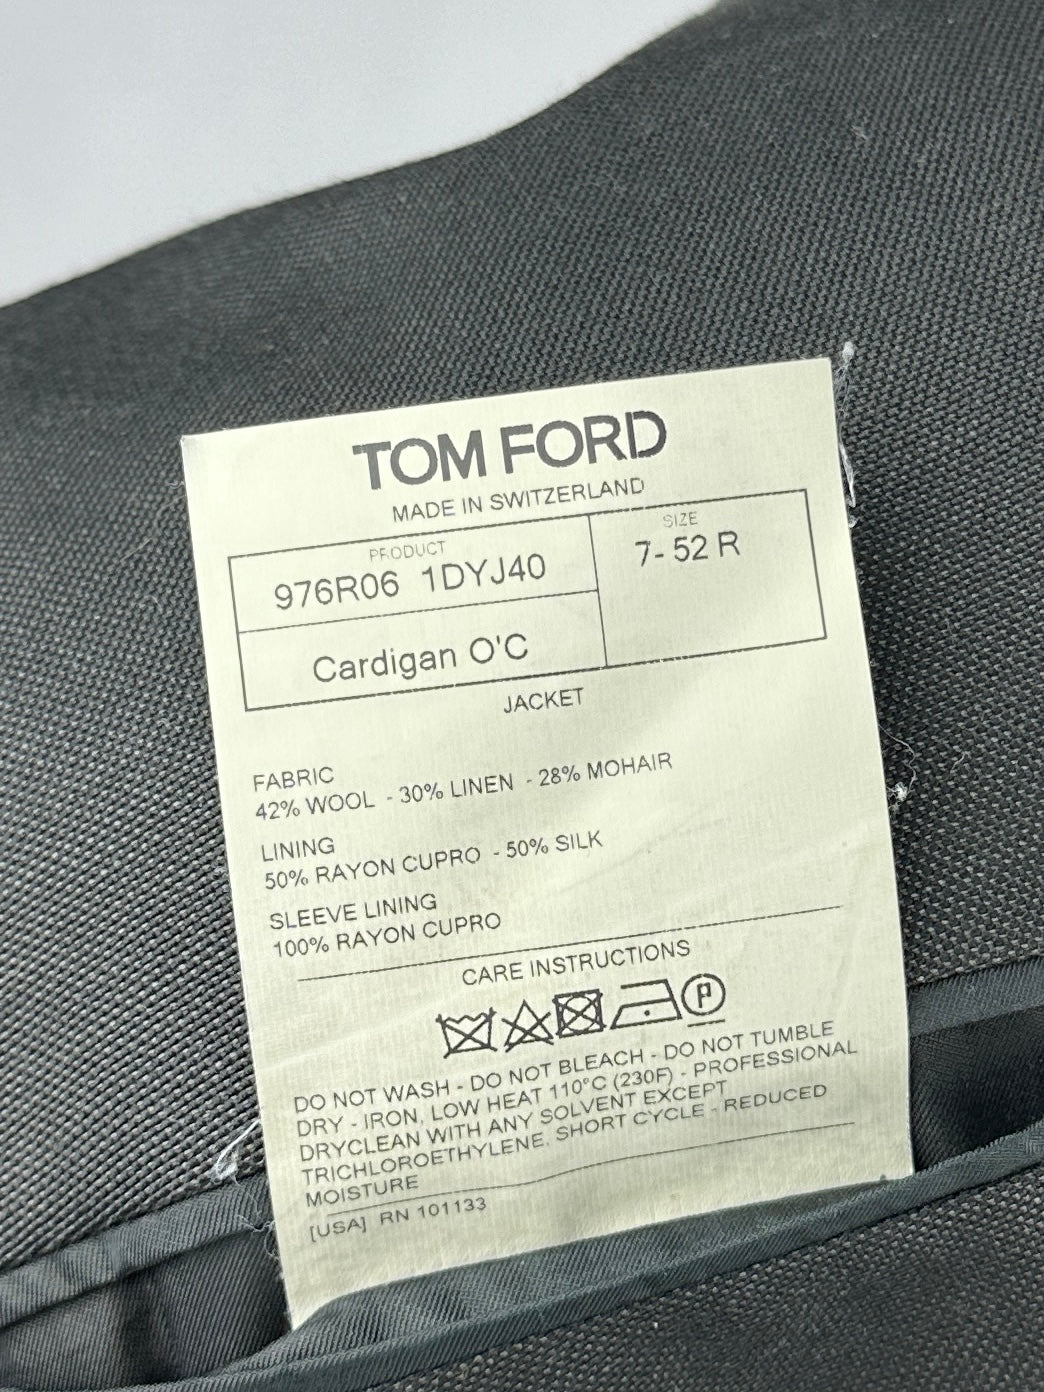 TOM FORD
MADE IN SWITZERLAND
PRODUCT
976R06 1DYJ40
SIZE
7-52 R
Cardigan O'C
JACKET
FABRIC
42% WOOL - 30% LINEN - 28% MOHAIR
LINING
50% RAYON CUPRO - 50% SILK
SLEEVE LINING
100% RAYON CUPRO
CARE INSTRUCTIONS
P
DO NOT WASH - DO NOT BLEACH - DO NOT TUMBLE
DRY - IRON, LOW HEAT 110°C (230F) - PROFESSIONAL
DRYCLEAN WITH ANY SOLVENT EXCEPT
TRICHLOROETHYLENE, SHORT CYCLE - REDUCED
MOISTURE
[USA] RN 101133